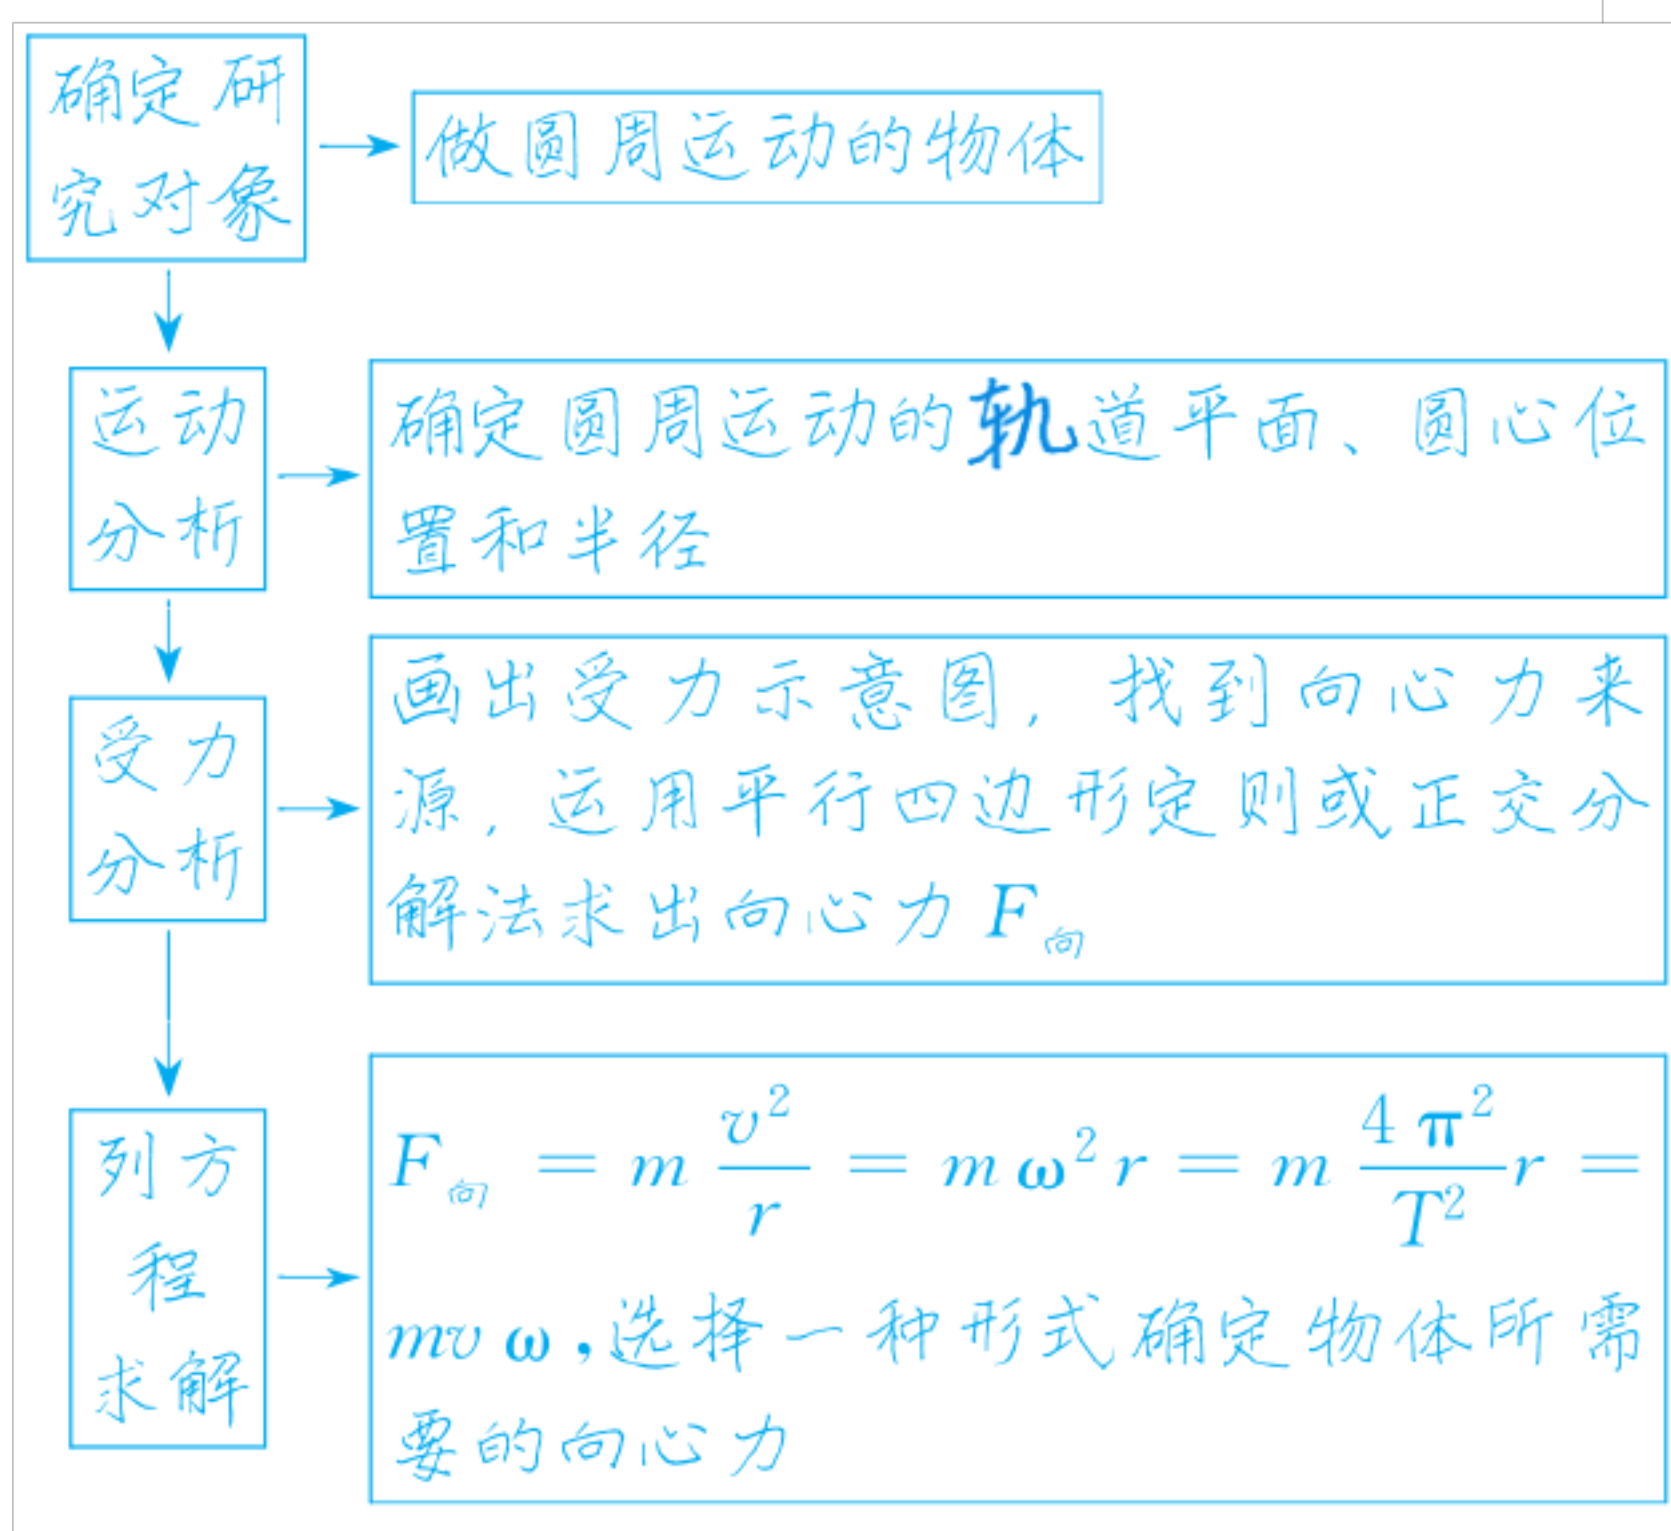 确定研
究对象
做圆周运动的物体
运动
分析
确定圆周运动的轨道平面、圆心位
置和半径
受力
分析
画出受力示意图，找到向心力来
源，运用平行四边形定则或正交分
解法求出向心力 F向
列方
程
求解
F向 = m v²/r = m ω² r = m 4π²/T² r =
mv ω,选择一种形式确定物体所需
要的向心力